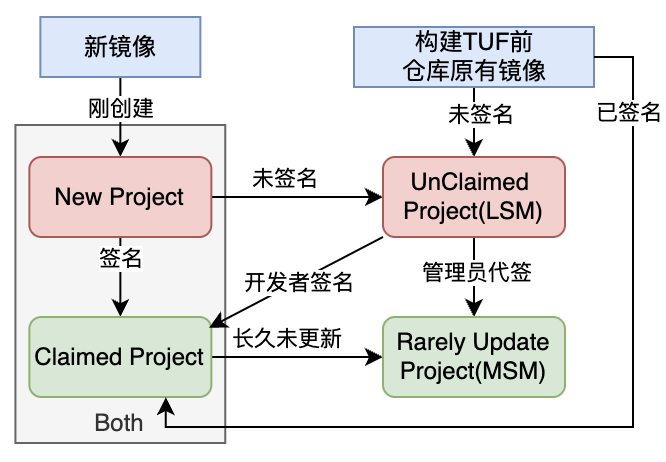 新镜像
构建TUF前
仓库原有镜像
刚创建
未签名
已签名
New Project
未签名
UnClaimed
Project(LSM)
签名
开发者签名
管理员代签
Claimed Project
长久未更新
Rarely Update
Project(MSM)
Both